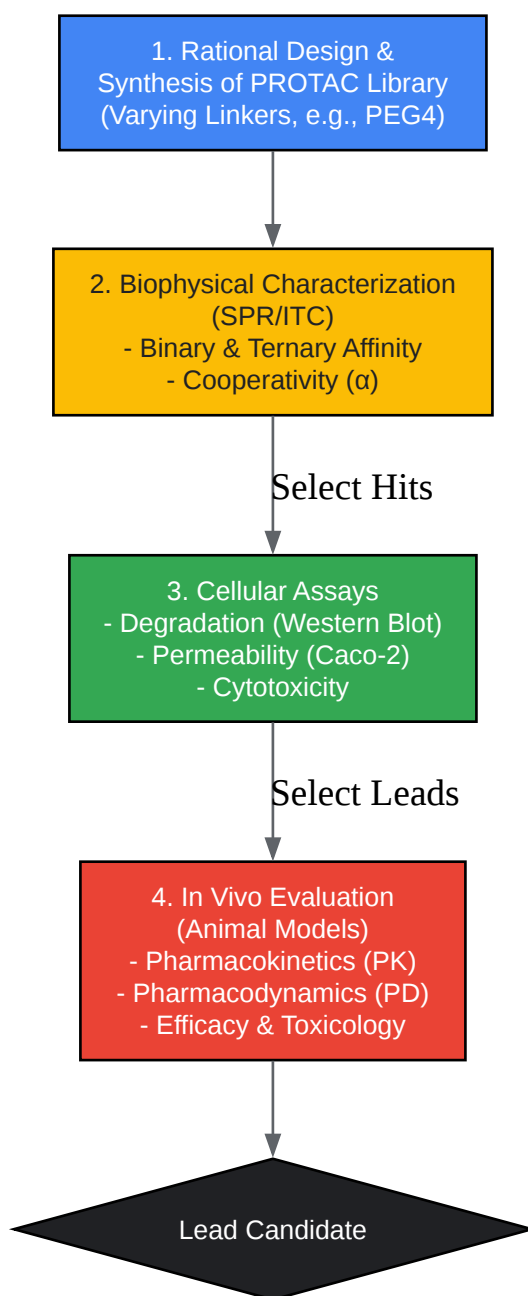 1. Rational Design &
Synthesis of PROTAC Library
(Varying Linkers, e.g., PEG4)
2. Biophysical Characterization
(SPR/ITC)
- Binary & Ternary Affinity
- Cooperativity (α)
Select Hits
3. Cellular Assays
- Degradation (Western Blot)
- Permeability (Caco-2)
- Cytotoxicity
Select Leads
4. In Vivo Evaluation
(Animal Models)
- Pharmacokinetics (PK)
- Pharmacodynamics (PD)
- Efficacy & Toxicology
Lead Candidate